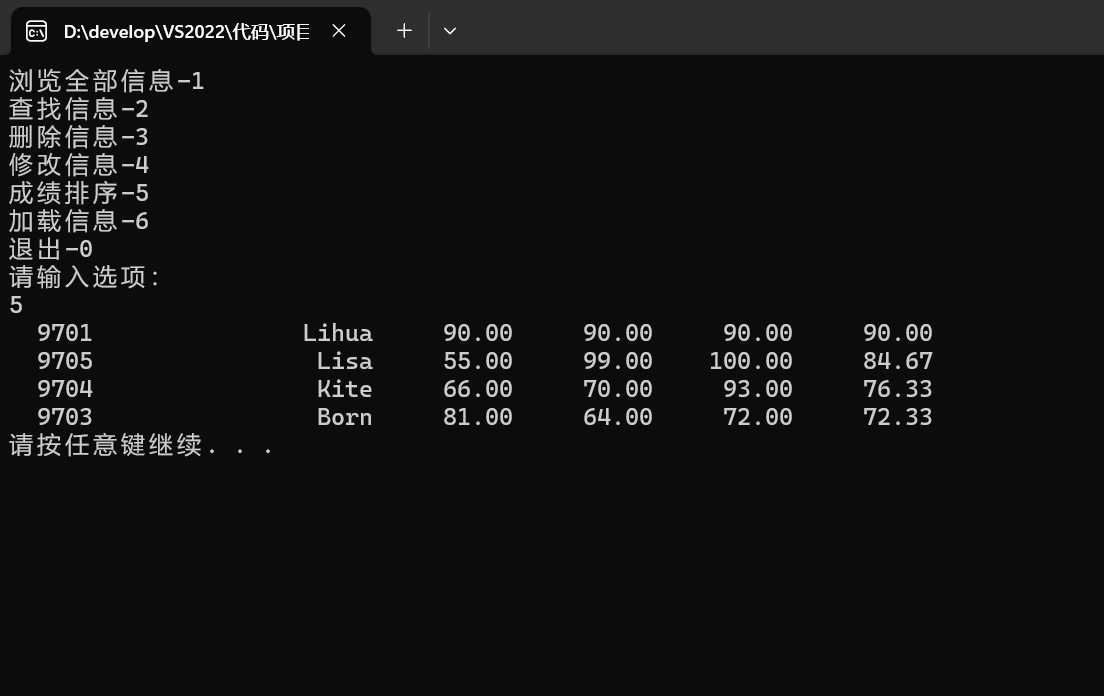 D:\develop\VS2022\代码\项目
浏览全部信息-1
查找信息-2
删除信息-3
修改信息-4
成绩排序-5
加载信息-6
退出-0
请输入选项:
5
9701 Lihua 90.00 90.00 90.00 90.00
9705 Lisa 55.00 99.00 100.00 84.67
9704 Kite 66.00 70.00 93.00 76.33
9703 Born 81.00 64.00 72.00 72.33
请按任意键继续. . .